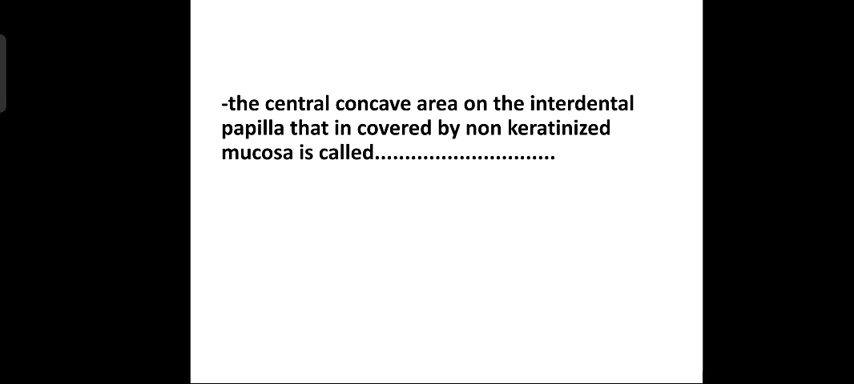 -the central concave area on the interdental
papilla that in covered by non keratinized
mucosa is called..............................